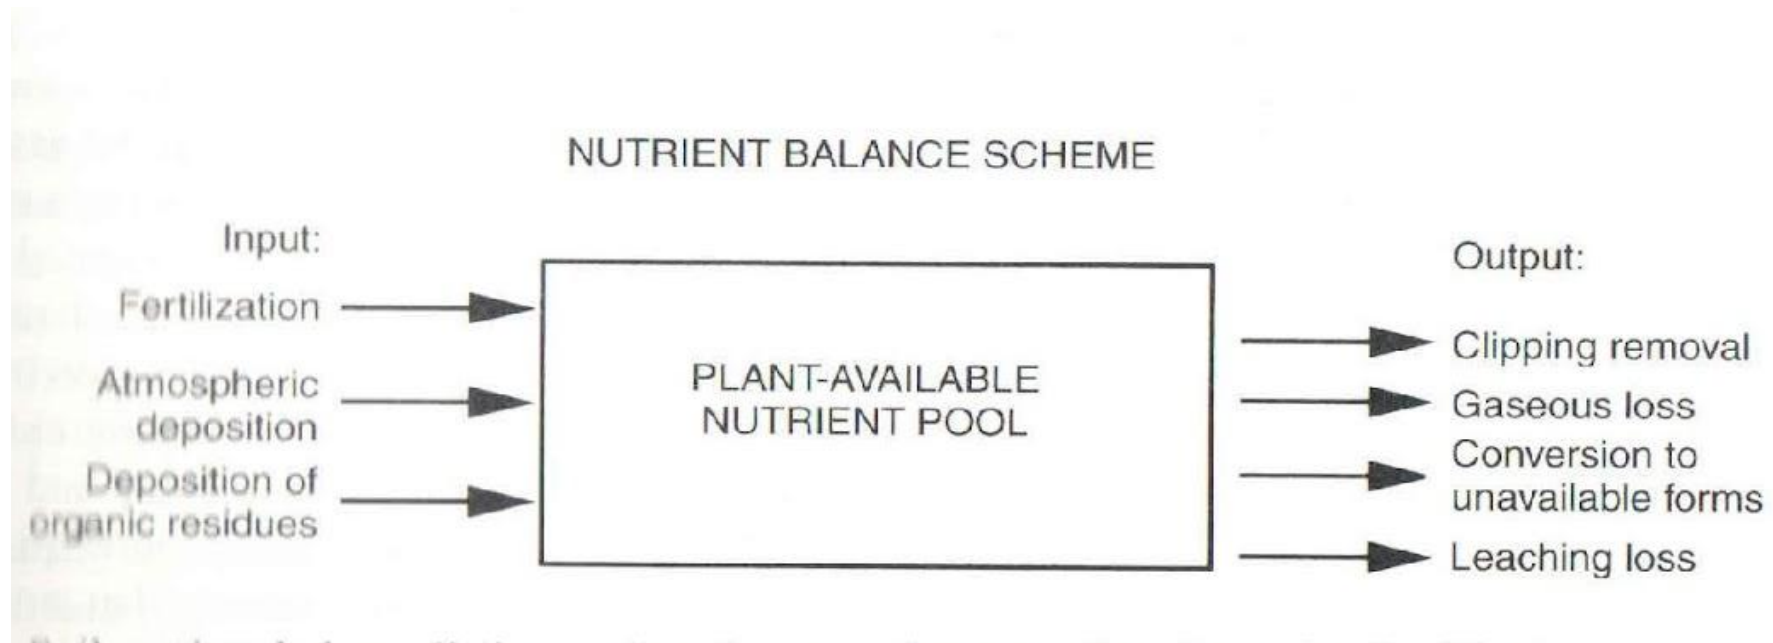 NUTRIENT BALANCE SCHEME
Input:
Fertilization
Atmospheric
deposition
Deposition of
organic residues
PLANT-AVAILABLE
NUTRIENT POOL
Output:
Clipping removal
Gaseous loss
Conversion to
unavailable forms
Leaching loss